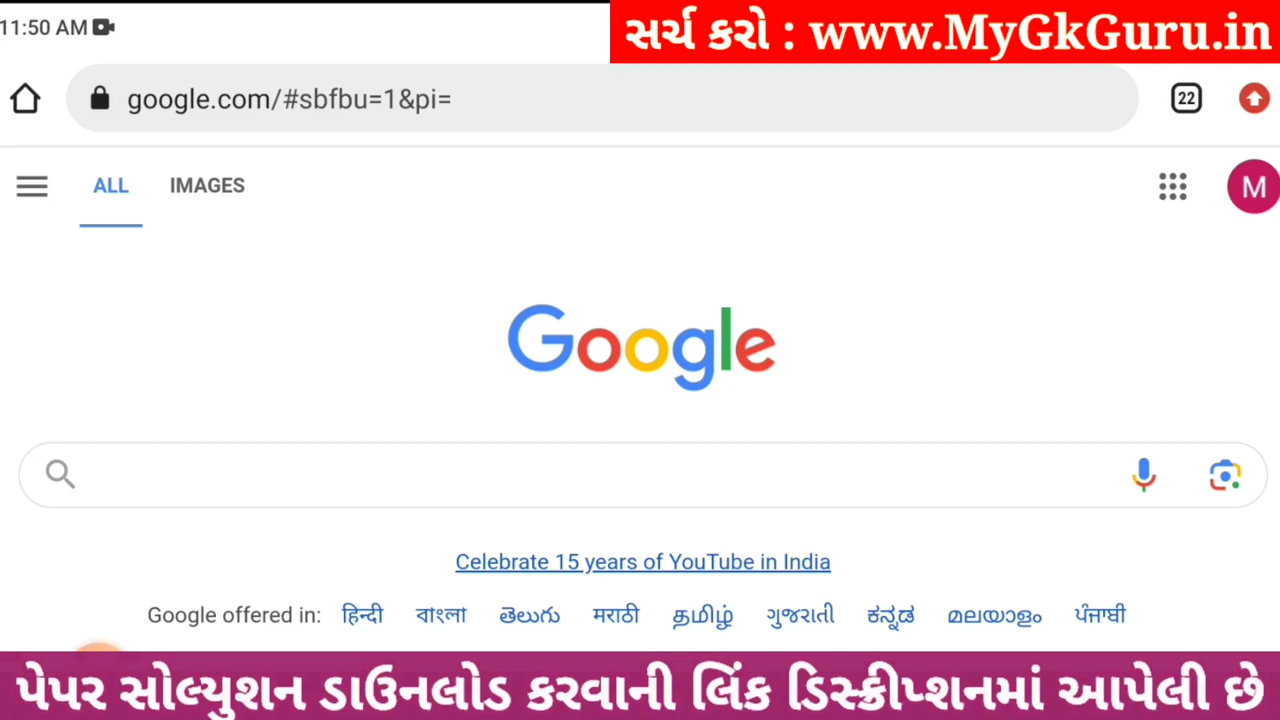 11:50 AM
સર્ચ કરો : www.MyGkGuru.in
google.com/#sbfbu=1&pi=
22
ALL IMAGES
M
Google
Celebrate 15 years of YouTube in India
Google offered in: हिन्दी বাংলা తెలుగు मराठी தமிழ் ગુજરાતી ಕನ್ನಡ മലയാളം ਪੰਜਾਬੀ
પેપર સોલ્યુશન ડાઉનલોડ કરવાની લિંક ડિસ્ક્રીપ્શનમાં આપેલી છે